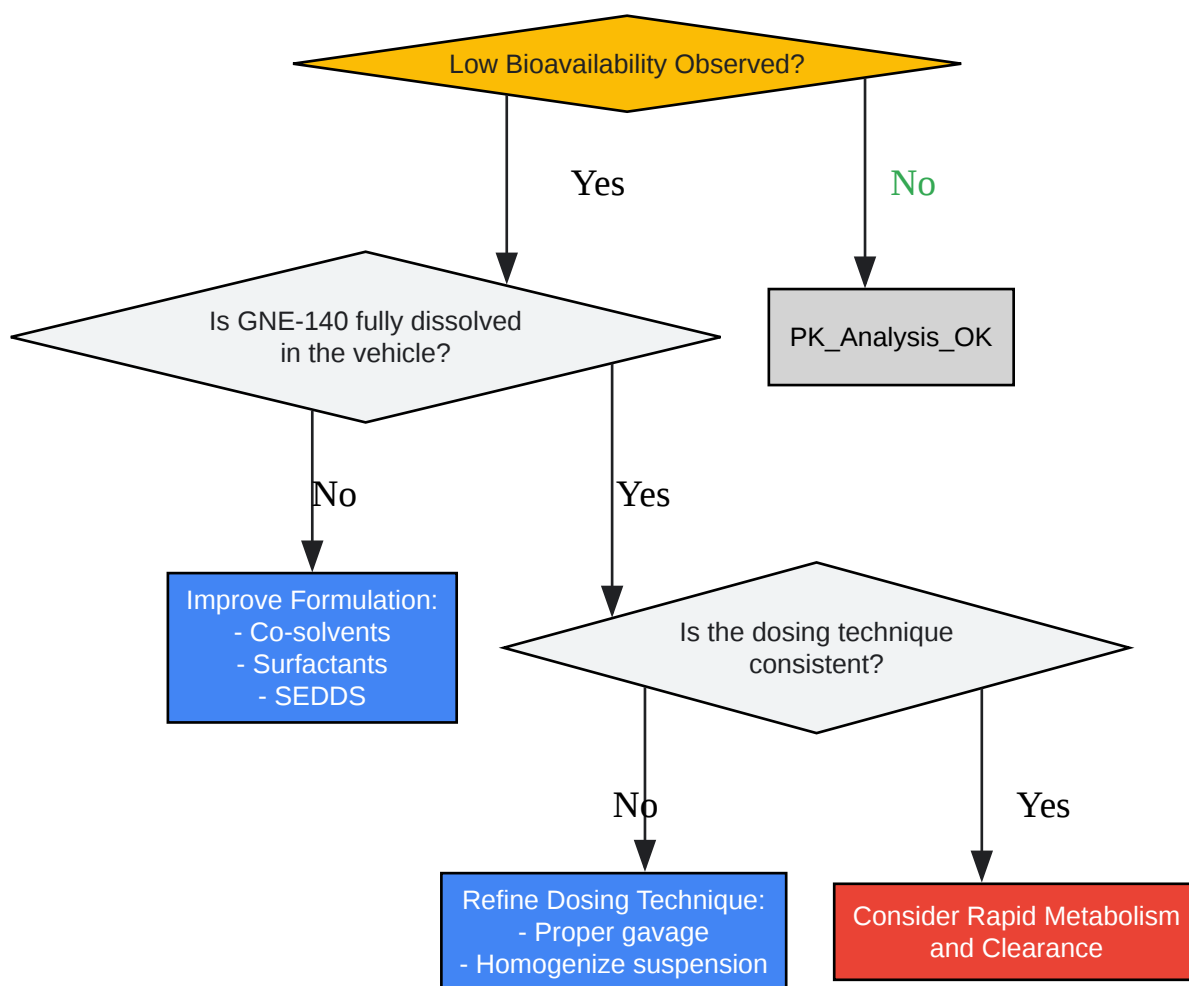 Low Bioavailability Observed?
Yes
No
Is GNE-140 fully dissolved
in the vehicle?
PK_Analysis_OK
No
Yes
Improve Formulation:
- Co-solvents
- Surfactants
- SEDDS
Is the dosing technique
consistent?
No
Yes
Refine Dosing Technique:
- Proper gavage
- Homogenize suspension
Consider Rapid Metabolism
and Clearance